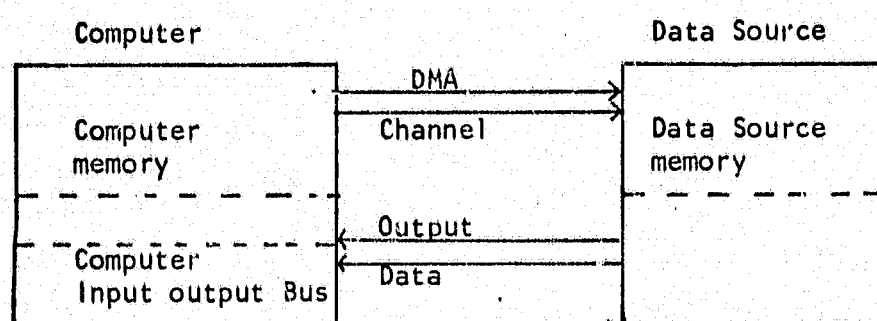 Computer
Data Source
DMA
Channel
Computer
memory
Data Source
memory
Output
Data
Computer
Input output Bus